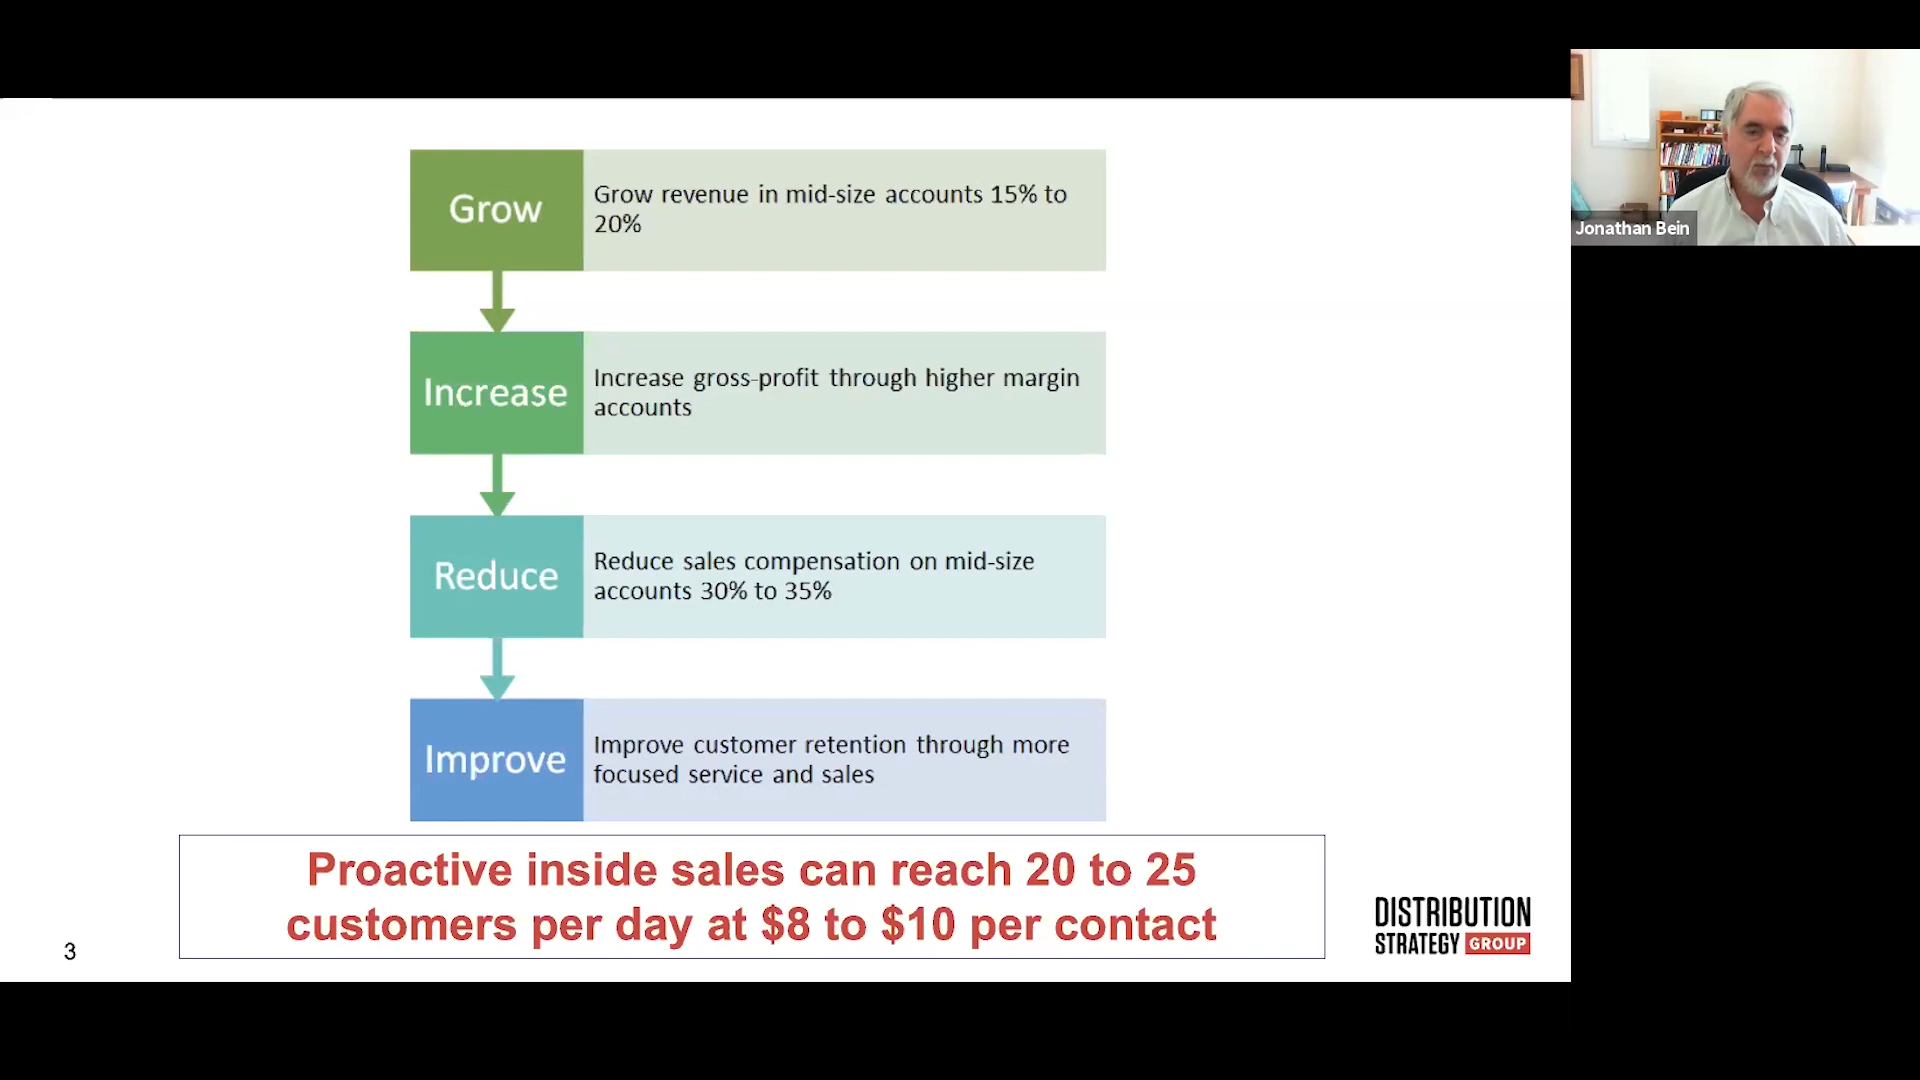 Grow
Grow revenue in mid-size accounts 15% to
20%
Increase
Increase gross-profit through higher margin
accounts
Reduce
Reduce sales compensation on mid-size
accounts 30% to 35%
Improve
Improve customer retention through more
focused service and sales
Proactive inside sales can reach 20 to 25
customers per day at $8 to $10 per contact
3
DISTRIBUTION
STRATEGY GROUP
Jonathan Bein